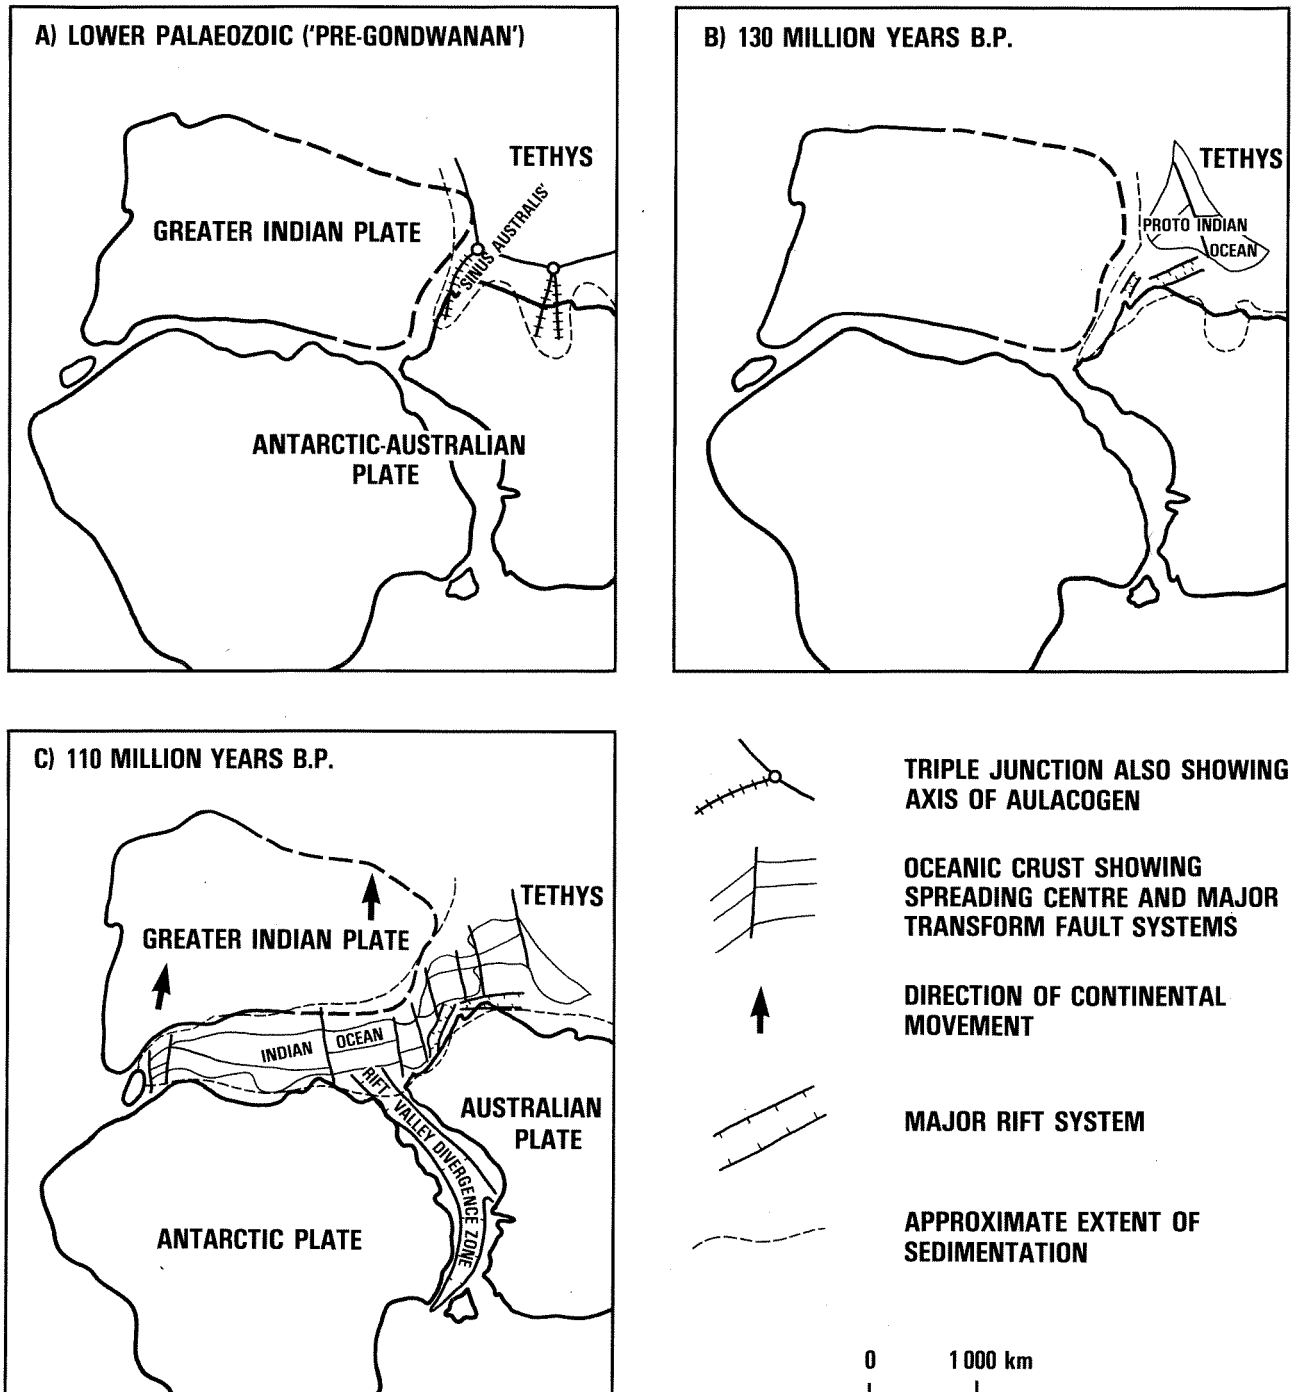 A) LOWER PALAEOZOIC ('PRE-GONDWANAN')
TETHYS
GREATER INDIAN PLATE
SINUS AUSTRALIS'
ANTARCTIC-AUSTRALIAN
PLATE
B) 130 MILLION YEARS B.P.
TETHYS
PROTO INDIAN
OCEAN
C) 110 MILLION YEARS B.P.
TETHYS
GREATER INDIAN PLATE
INDIAN OCEAN
RIFT VALLEY DIVERGENCE ZONE
AUSTRALIAN
PLATE
ANTARCTIC PLATE
TRIPLE JUNCTION ALSO SHOWING
AXIS OF AULACOGEN
OCEANIC CRUST SHOWING
SPREADING CENTRE AND MAJOR
TRANSFORM FAULT SYSTEMS
DIRECTION OF CONTINENTAL
MOVEMENT
MAJOR RIFT SYSTEM
APPROXIMATE EXTENT OF
SEDIMENTATION
0 1 000 km